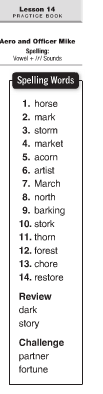 Lesson 14
PRACTICE BOOK
Aero and Officer Mike
Spelling:
Vowel + /r/ Sounds
Spelling Words
1. horse
2. mark
3. storm
4. market
5. acorn
6. artist
7. March
8. north
9. barking
10. stork
11. thorn
12. forest
13. chore
14. restore
Review
dark
story
Challenge
partner
fortune